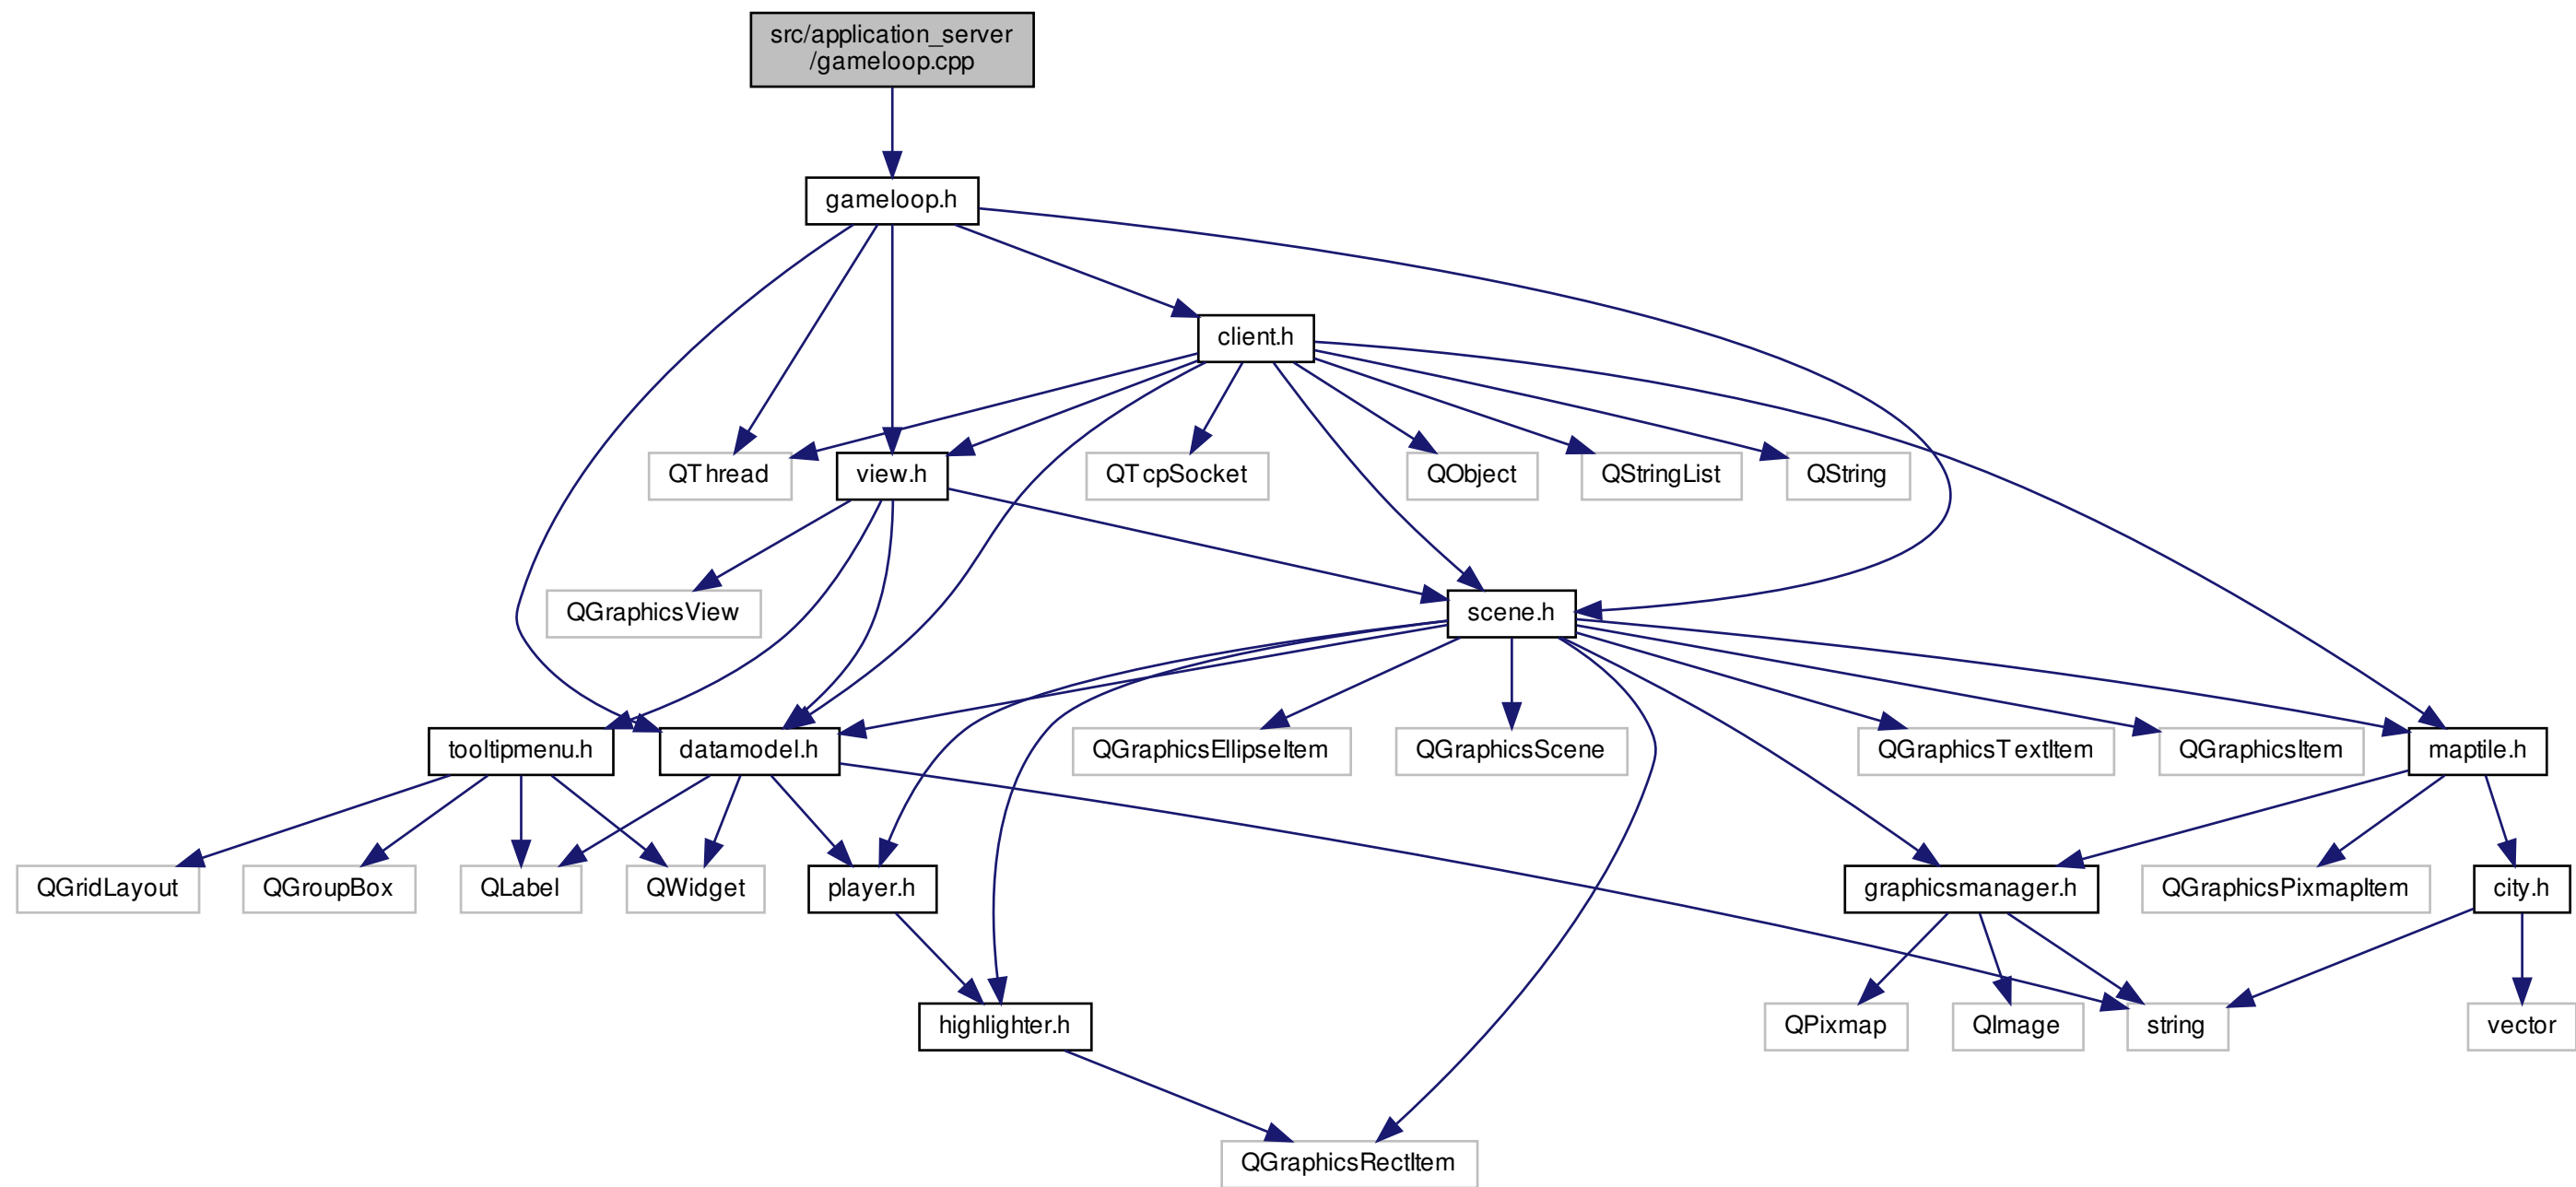 src/application_server
/gameloop.cpp
gameloop.h
client.h
QThread
view.h
QTcpSocket
QObject
QStringList
QString
QGraphicsView
scene.h
tooltipmenu.h
datamodel.h
QGraphicsEllipseItem
QGraphicsScene
QGraphicsTextItem
QGraphicsItem
maptile.h
QGridLayout
QGroupBox
QLabel
QWidget
player.h
graphicsmanager.h
QGraphicsPixmapItem
city.h
highlighter.h
QPixmap
QImage
string
vector
QGraphicsRectItem